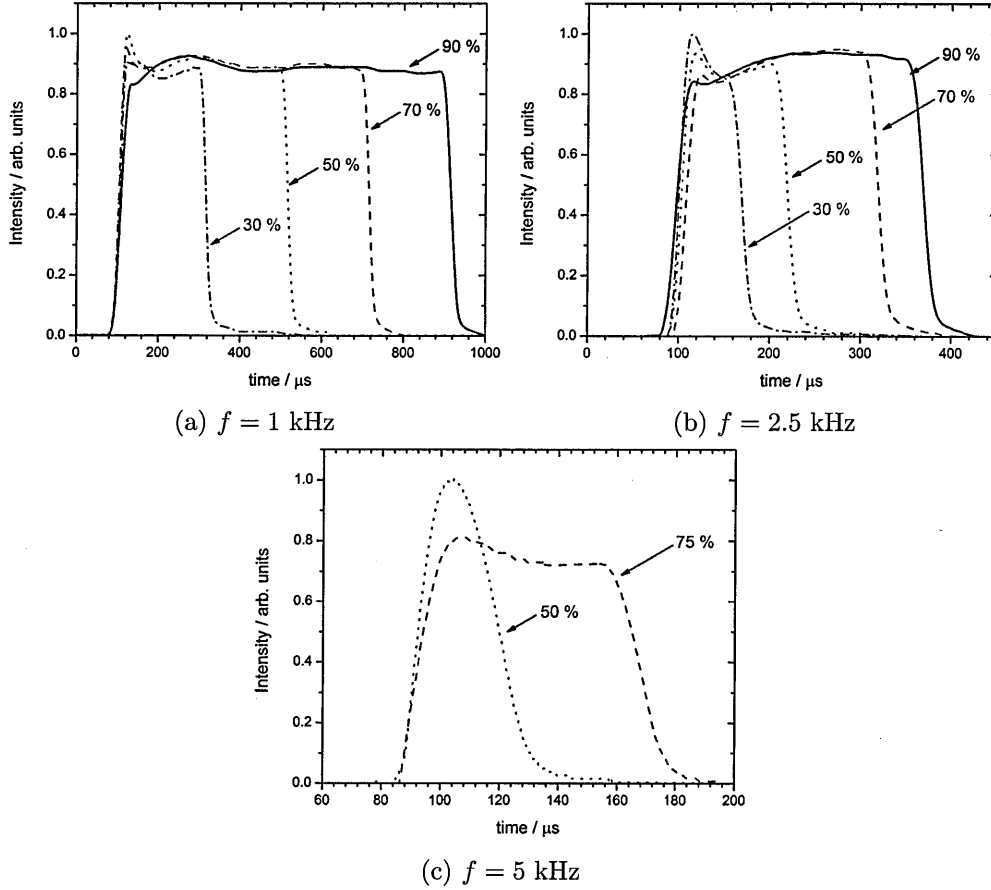 1.0
0.8
0.6
0.4
0.2
0.0
Intensity / arb. units
90 %
70 %
50 %
30 %
0 200 400 600 800 1000
time / μs
(a) f = 1 kHz
1.0
0.8
0.6
0.4
0.2
0.0
Intensity / arb. units
90 %
70 %
50 %
30 %
0 100 200 300 400
time / μs
(b) f = 2.5 kHz
1.0
0.8
0.6
0.4
0.2
0.0
Intensity / arb. units
75 %
50 %
60 80 100 120 140 160 180 200
time / μs
(c) f = 5 kHz